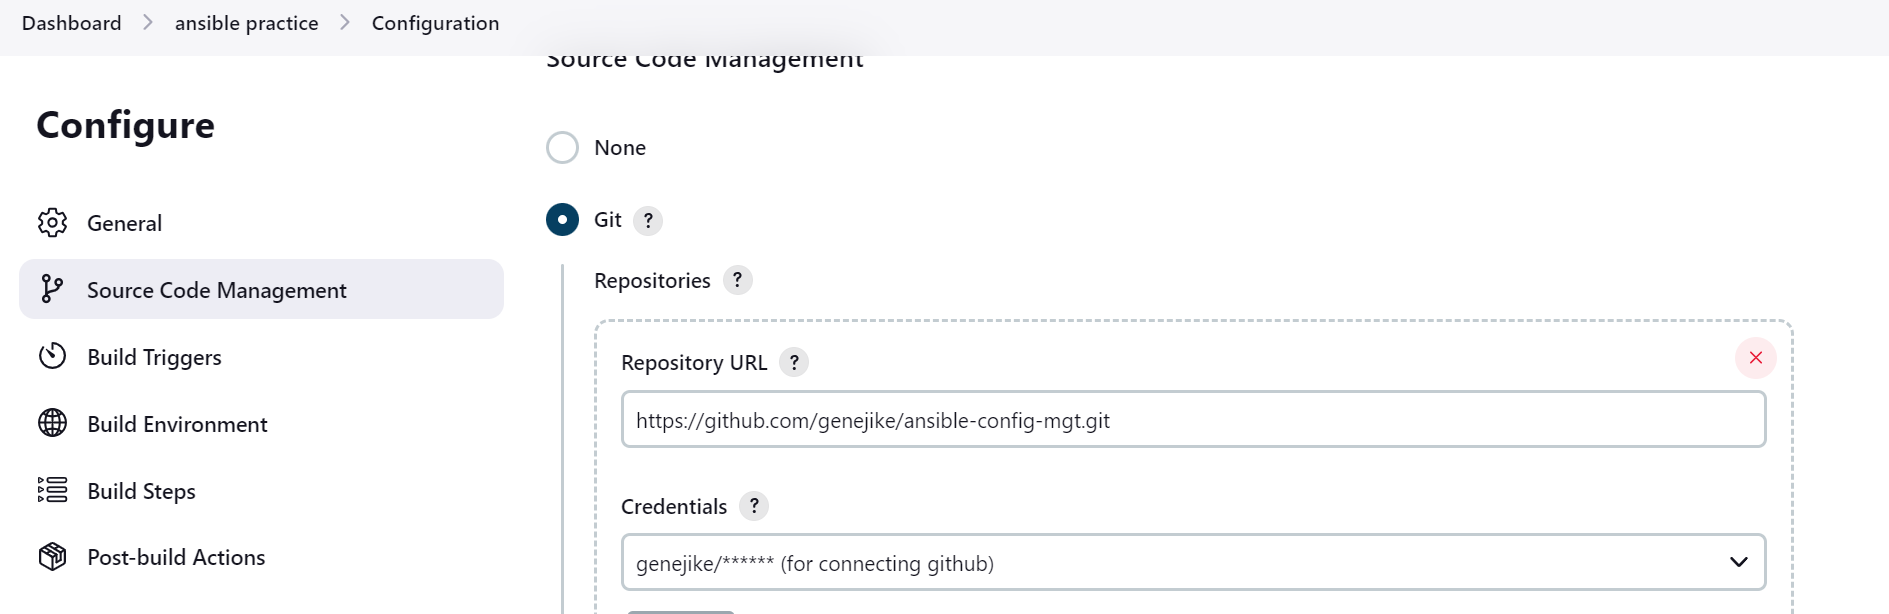 Dashboard > ansible practice > Configuration
Source Code Management
Configure
None
General
Git ?
Source Code Management
Repositories ?
Build Triggers
Repository URL ?
https://github.com/genejike/ansible-config-mgt.git
Build Environment
Build Steps
Credentials ?
Post-build Actions
genejike/****** (for connecting github)